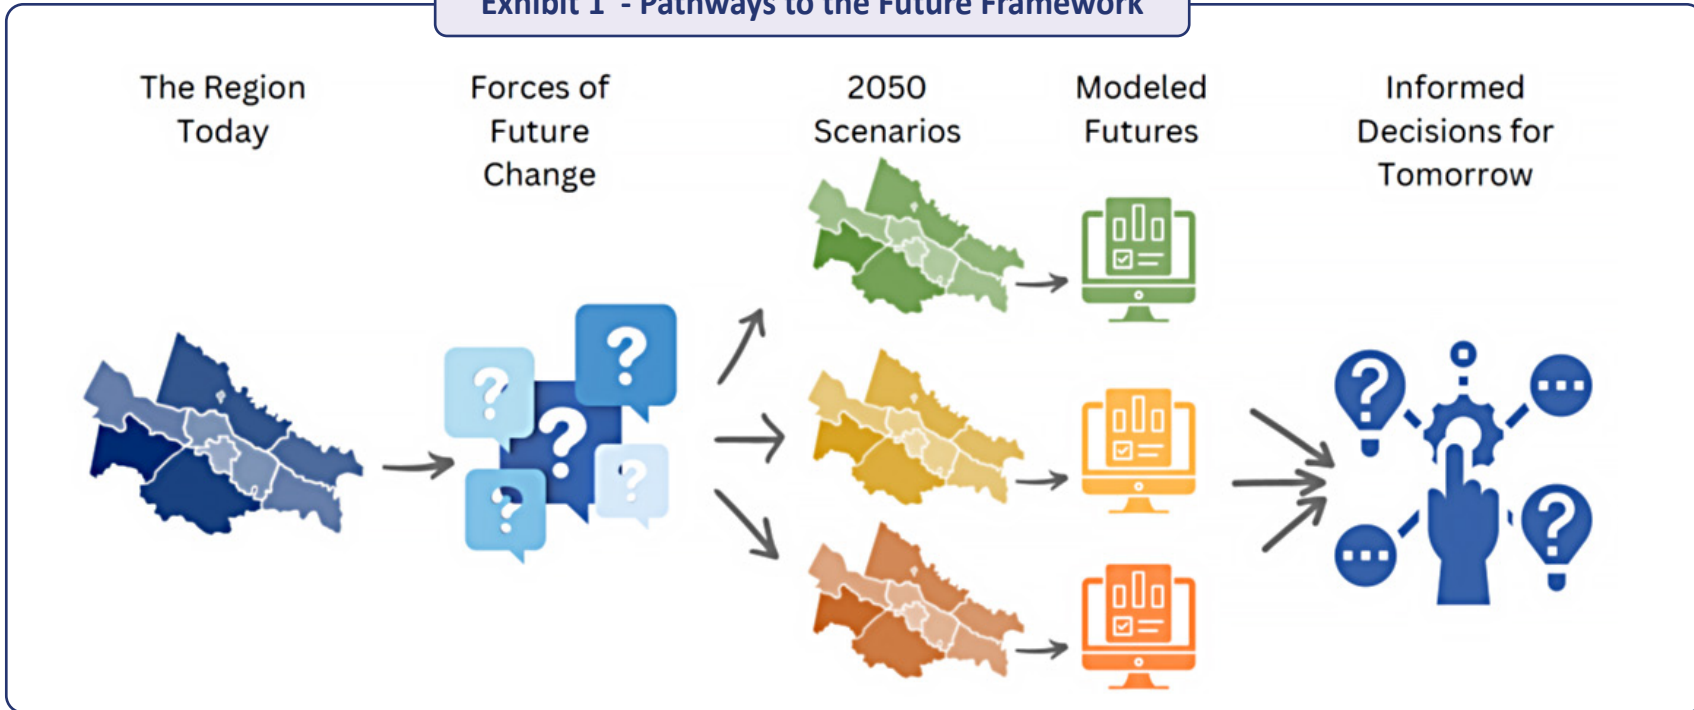 Exhibit 1 - Pathways to the Future Framework
The Region
Today
Forces of
Future
Change
2050
Scenarios
Modeled
Futures
Informed
Decisions for
Tomorrow
?
?
?
?
?
?
?